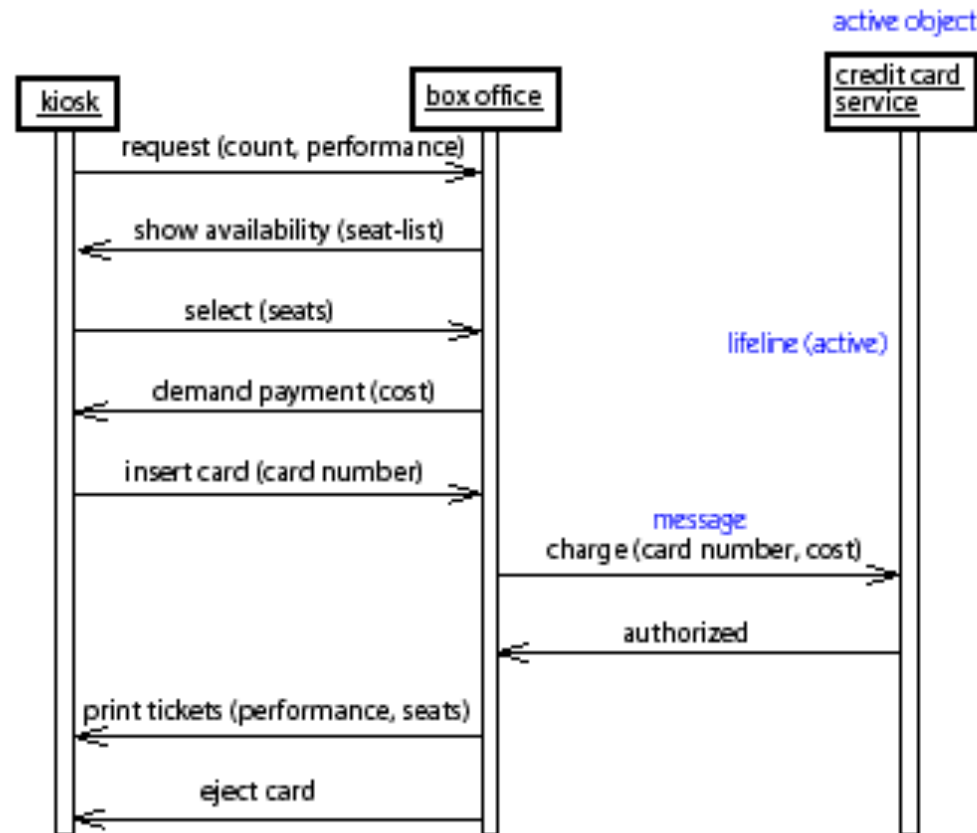 active object
kiosk
box office
credit card
service
request (count, performance)
show availability (seat-list)
select (seats)
lifeline (active)
demand payment (cost)
insert card (card number)
message
charge (card number, cost)
authorized
print tickets (performance, seats)
eject card